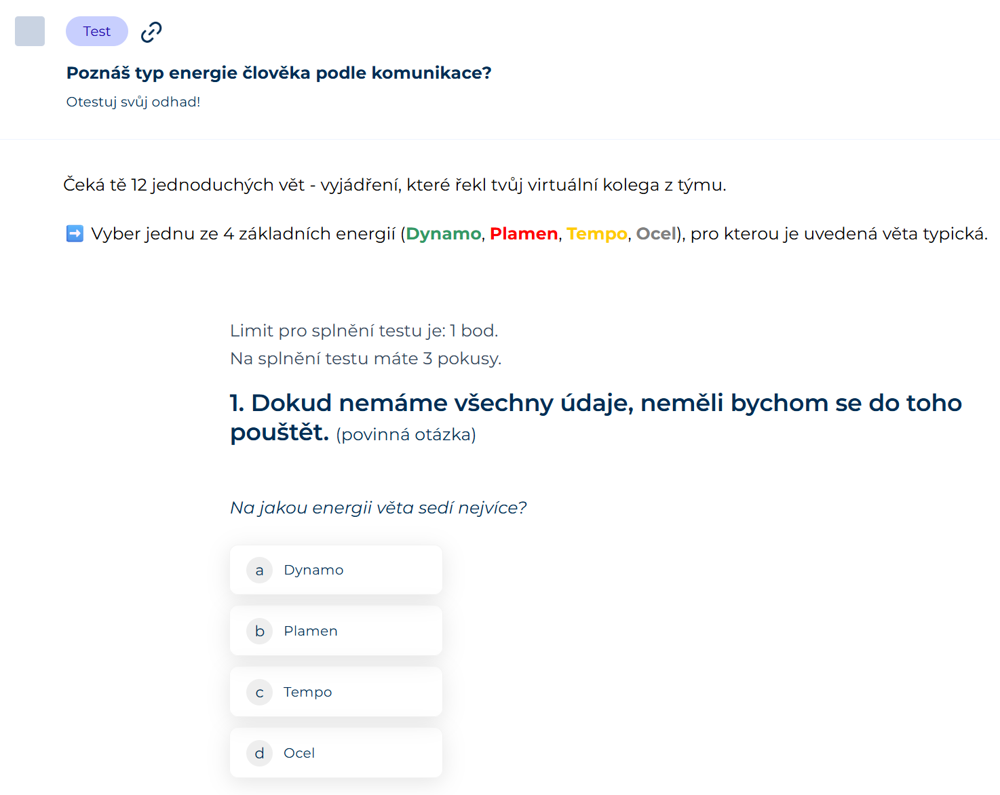 Test
Poznáš typ energie člověka podle komunikace?
Otestuj svůj odhad!
Čeká tě 12 jednoduchých vět - vyjádření, které řekl tvůj virtuální kolega z týmu.
➡️ Vyber jednu ze 4 základních energií (Dynamo, Plamen, Tempo, Ocel), pro kterou je uvedená věta typická.
Limit pro splnění testu je: 1 bod.
Na splnění testu máte 3 pokusy.
1. Dokud nemáme všechny údaje, neměli bychom se do toho
pouštět. (povinná otázka)
Na jakou energii věta sedí nejvíce?
a Dynamo
b Plamen
c Tempo
d Ocel